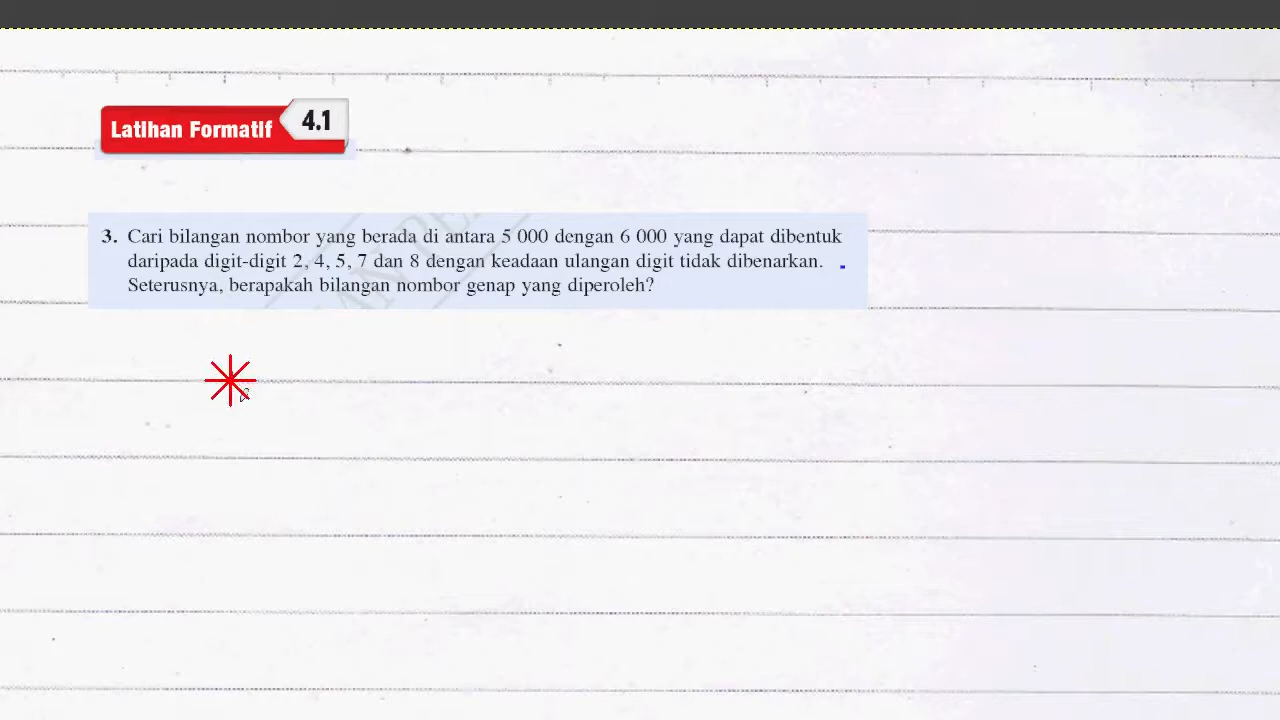 Latihan Formatif 4.1
3. Cari bilangan nombor yang berada di antara 5 000 dengan 6 000 yang dapat dibentuk
daripada digit-digit 2, 4, 5, 7 dan 8 dengan keadaan ulangan digit tidak dibenarkan.
Seterusnya, berapakah bilangan nombor genap yang diperoleh?